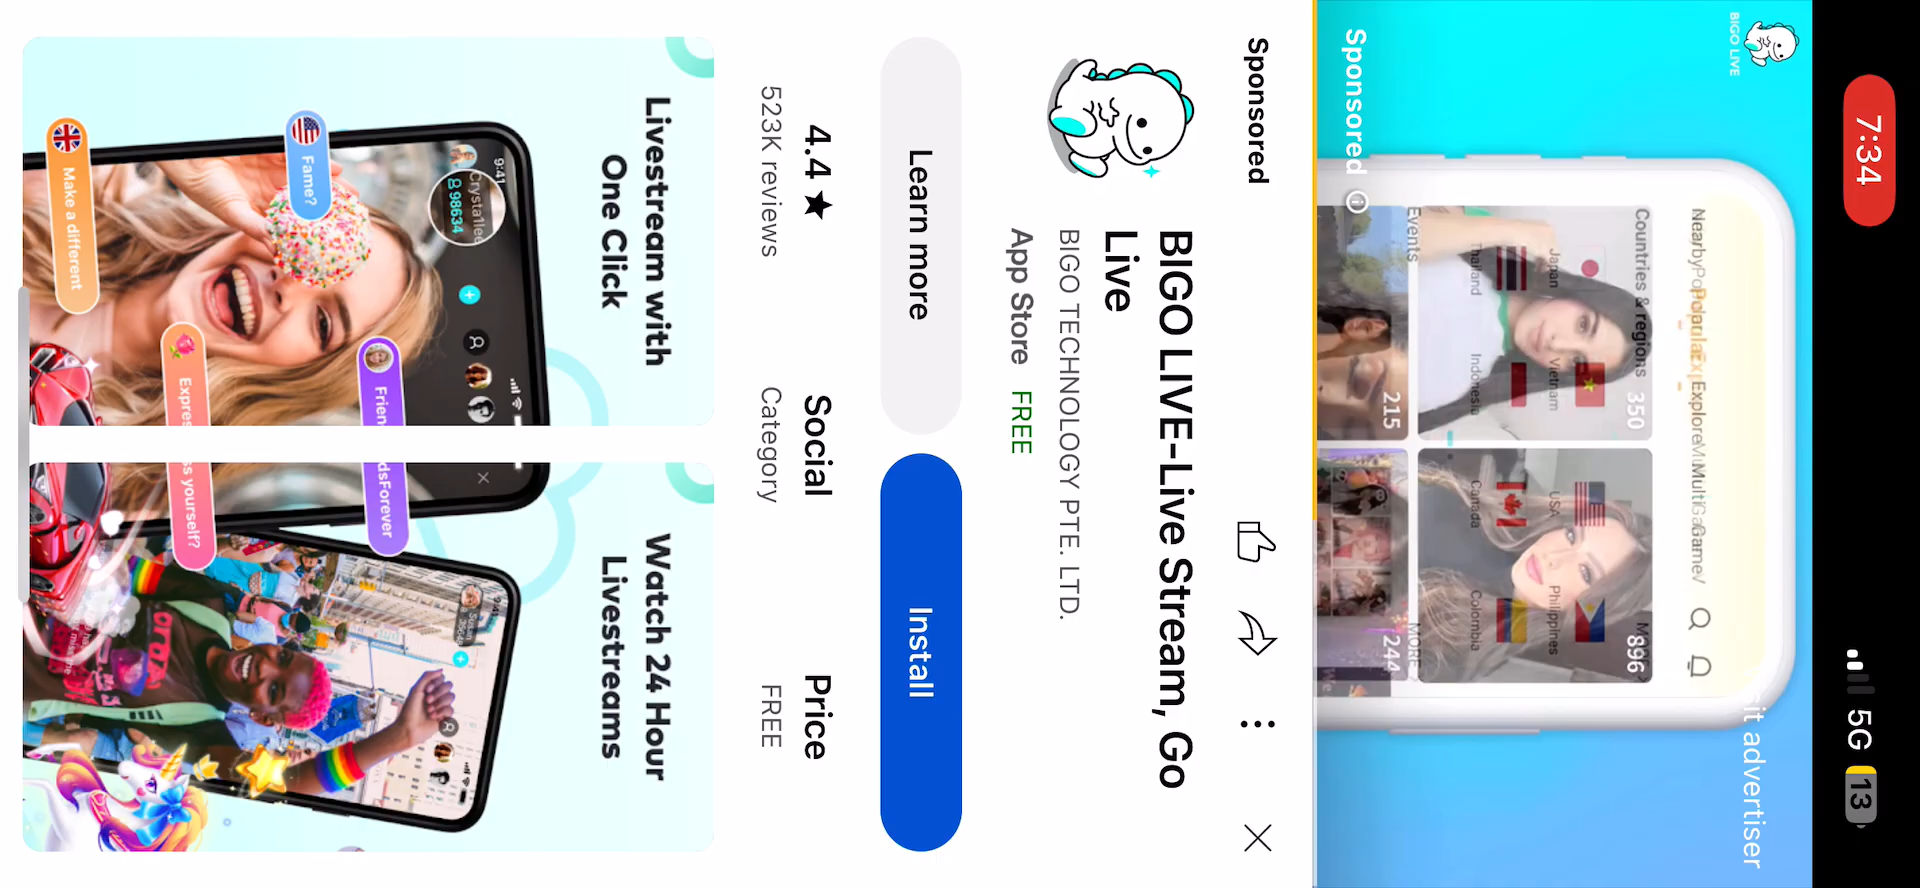 7:34
5G
13
BIGO LIVE
Visit advertiser
Nearby
Popular
Explore
Countries & regions
350
896
Japan
Vietnam
USA
Philippines
Thailand
Indonesia
Canada
Colombia
Events
MORE
215
244
Sponsored
Sponsored
BIGO LIVE-Live Stream, Go
Live
BIGO TECHNOLOGY PTE. LTD.
App Store FREE
Learn more
Install
4.4 ★
523K reviews
Social
Category
Price
FREE
Livestream with
One Click
9:41
Crystallee
98634
Fame?
Make a different
FriendsForever
Express yourself?
Watch 24 Hour
Livestreams